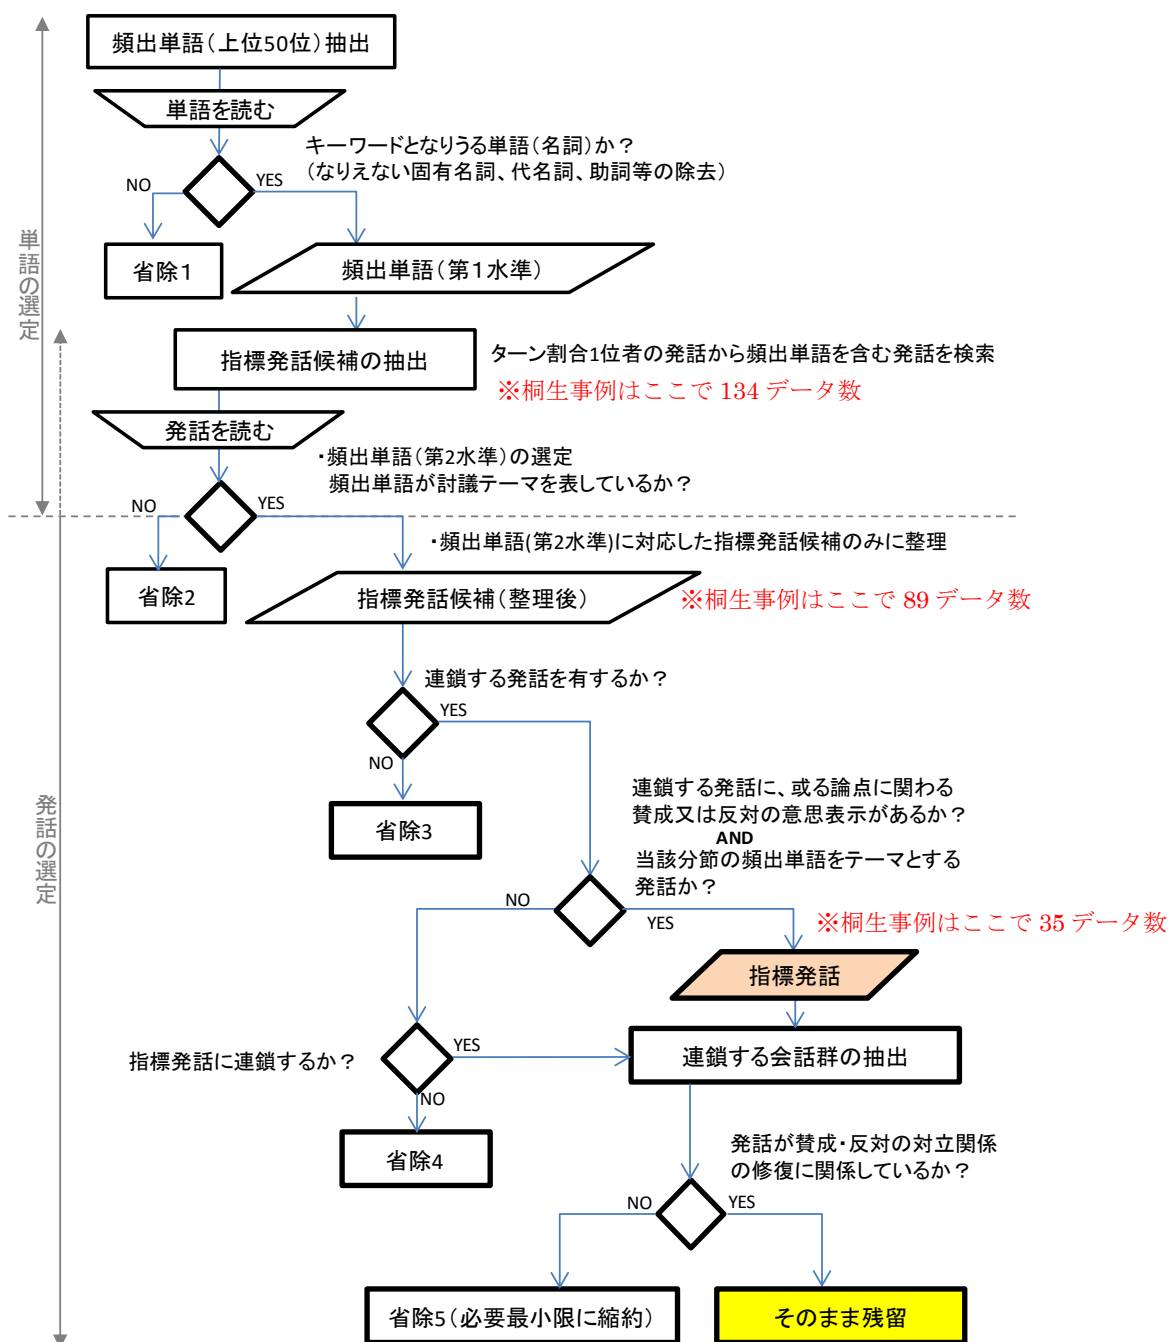 頻出単語（上位50位）抽出
単語を読む
キーワードとなりうる単語（名詞）か？
（なりえない固有名詞、代名詞、助詞等の除去）
NO
YES
省除1
頻出単語（第１水準）
単語の選定
指標発話候補の抽出
ターン割合1位者の発話から頻出単語を含む発話を検索
※桐生事例はここで 134 データ数
発話を読む
・頻出単語（第2水準）の選定
頻出単語が討議テーマを表しているか？
NO
YES
・頻出単語(第2水準)に対応した指標発話候補のみに整理
省除2
指標発話候補（整理後）
※桐生事例はここで 89 データ数
連鎖する発話を有するか？
YES
NO
省除3
発話の選定
連鎖する発話に、或る論点に関わる
賛成又は反対の意思表示があるか？
AND
当該分節の頻出単語をテーマとする
発話か？
NO
YES
※桐生事例はここで 35 データ数
指標発話
指標発話に連鎖するか？
YES
NO
連鎖する会話群の抽出
省除4
発話が賛成・反対の対立関係
の修復に関係しているか？
NO
YES
省除5（必要最小限に縮約）
そのまま残留